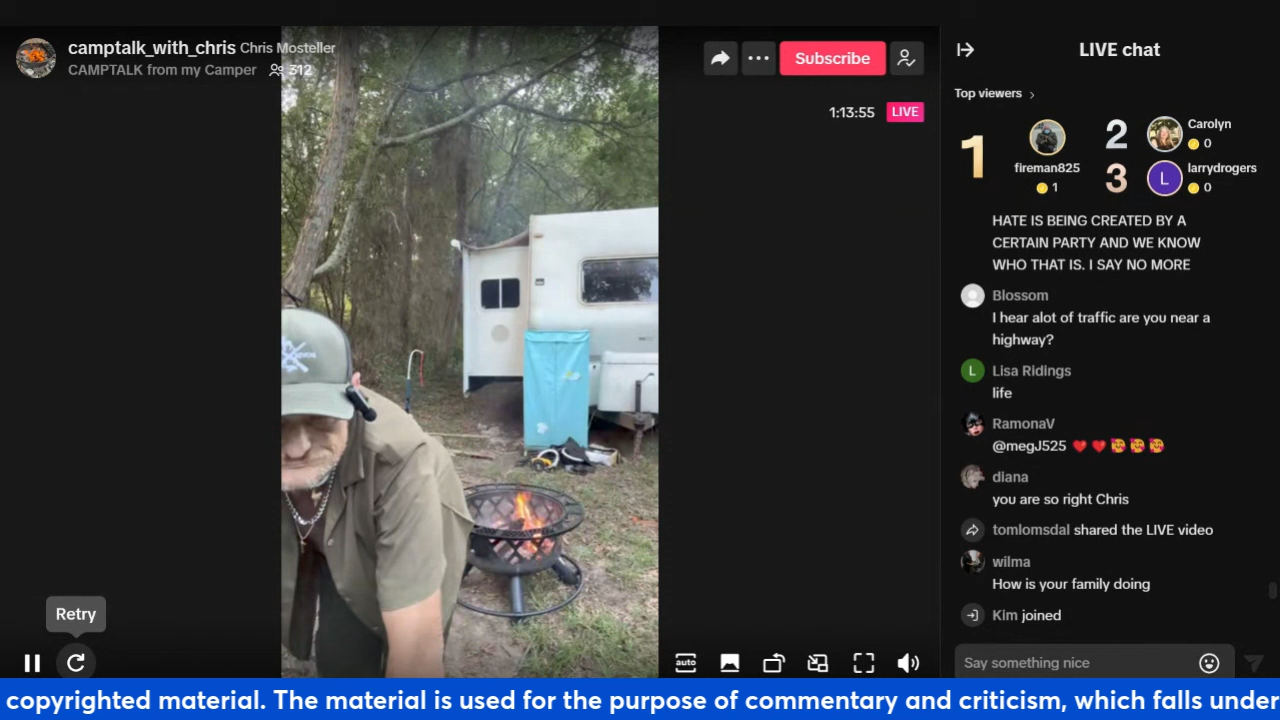 camptalk_with_chris Chris Mosteller
CAMPTALK from my Camper 312
Subscribe
1:13:55 LIVE
Retry
auto
LIVE chat
Top viewers
1
fireman825
1
2
Carolyn
0
3
L
larrydrogers
0
HATE IS BEING CREATED BY A
CERTAIN PARTY AND WE KNOW
WHO THAT IS. I SAY NO MORE
Blossom
I hear alot of traffic are you near a
highway?
L
Lisa Ridings
life
RamonaV
@megJ525 ❤️ ❤️ 🥰 🥰 🥰
diana
you are so right Chris
tomlomsdal shared the LIVE video
wilma
How is your family doing
Kim joined
Say something nice
copyrighted material. The material is used for the purpose of commentary and criticism, which falls under